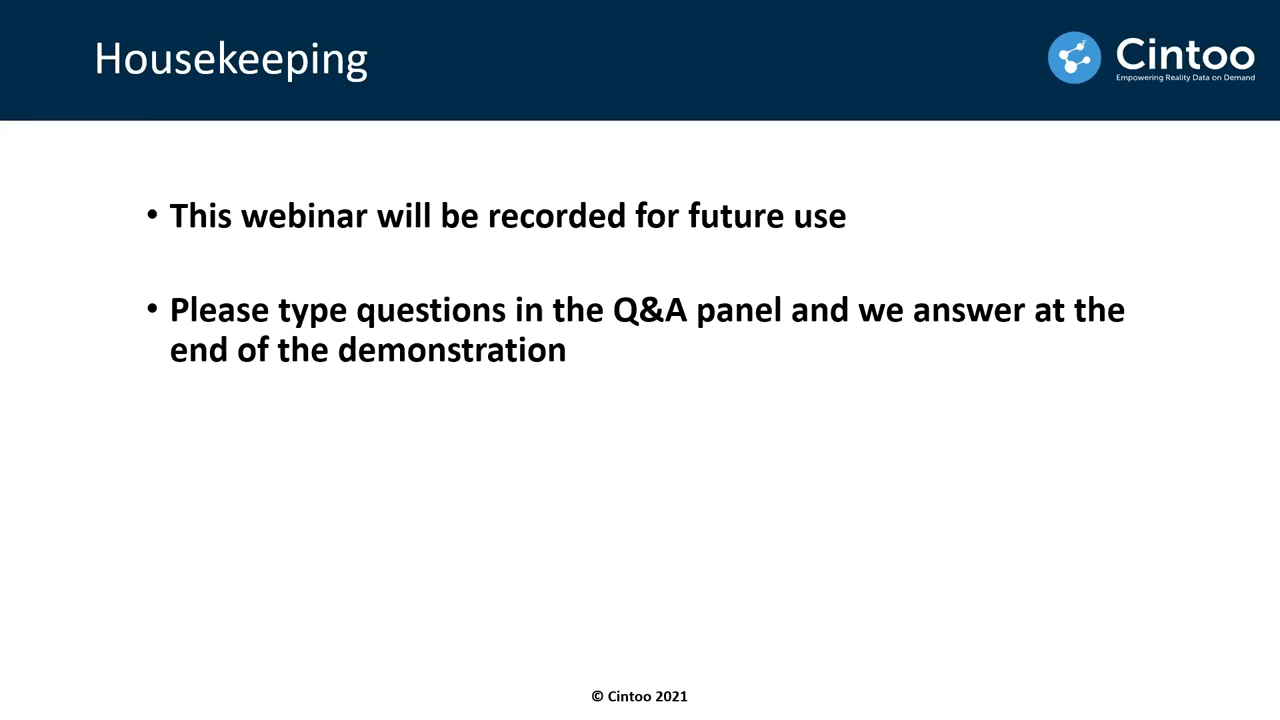 Housekeeping
Cintoo
Empowering Reality Data on Demand
• This webinar will be recorded for future use
• Please type questions in the Q&A panel and we answer at the
end of the demonstration
© Cintoo 2021